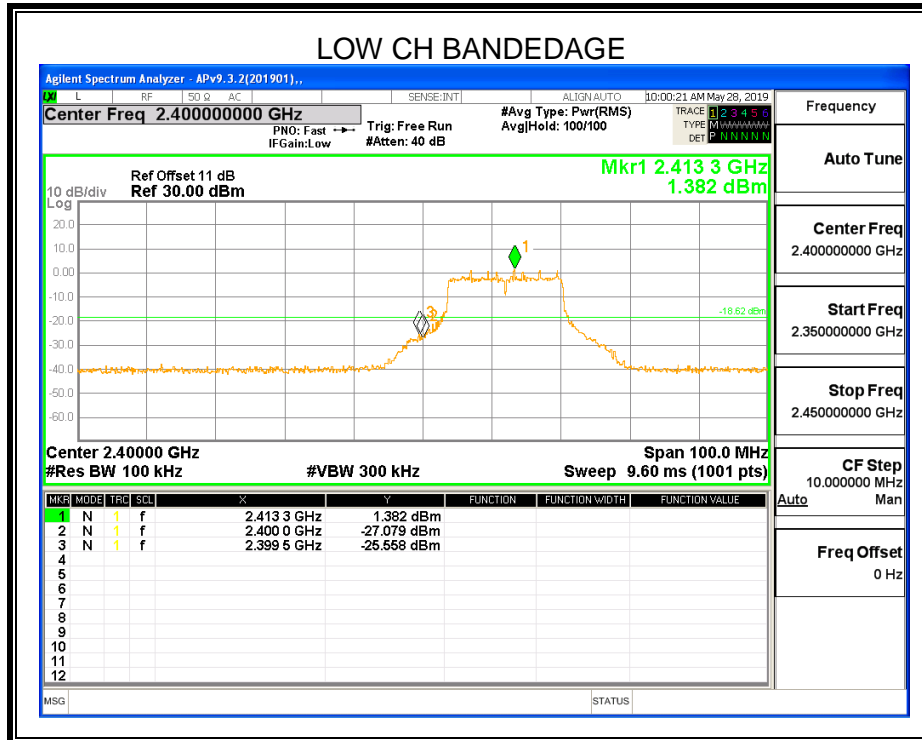 LOW CH BANDEDAGE
Agilent Spectrum Analyzer - APv9.3.2(201901),,
LXI L RF 50 Ω AC SENSE:INT ALIGN AUTO 10:00:21 AM May 28, 2019
Center Freq 2.400000000 GHz
#Avg Type: Pwr(RMS)
TRACE 1 2 3 4 5 6
PNO: Fast Trig: Free Run Avg|Hold: 100/100
TYPE M W W W W W
IFGain:Low #Atten: 40 dB
DET P N N N N N
Frequency
Auto Tune
Center Freq
2.400000000 GHz
Start Freq
2.350000000 GHz
Stop Freq
2.450000000 GHz
CF Step
10.000000 MHz
Auto Man
Freq Offset
0 Hz
Mkr1 2.413 3 GHz
1.382 dBm
Ref Offset 11 dB
10 dB/div Ref 30.00 dBm
Log
20.0
10.0
0.00
-10.0
-20.0
-30.0
-40.0
-50.0
-60.0
1
3
-18.62 dBm
Center 2.40000 GHz Span 100.0 MHz
#Res BW 100 kHz #VBW 300 kHz Sweep 9.60 ms (1001 pts)
MKR MODE TRC SCL X Y FUNCTION FUNCTION WIDTH FUNCTION VALUE
1 N 1 f 2.413 3 GHz 1.382 dBm
2 N 1 f 2.400 0 GHz -27.079 dBm
3 N 1 f 2.399 5 GHz -25.558 dBm
4
5
6
7
8
9
10
11
12
MSG STATUS